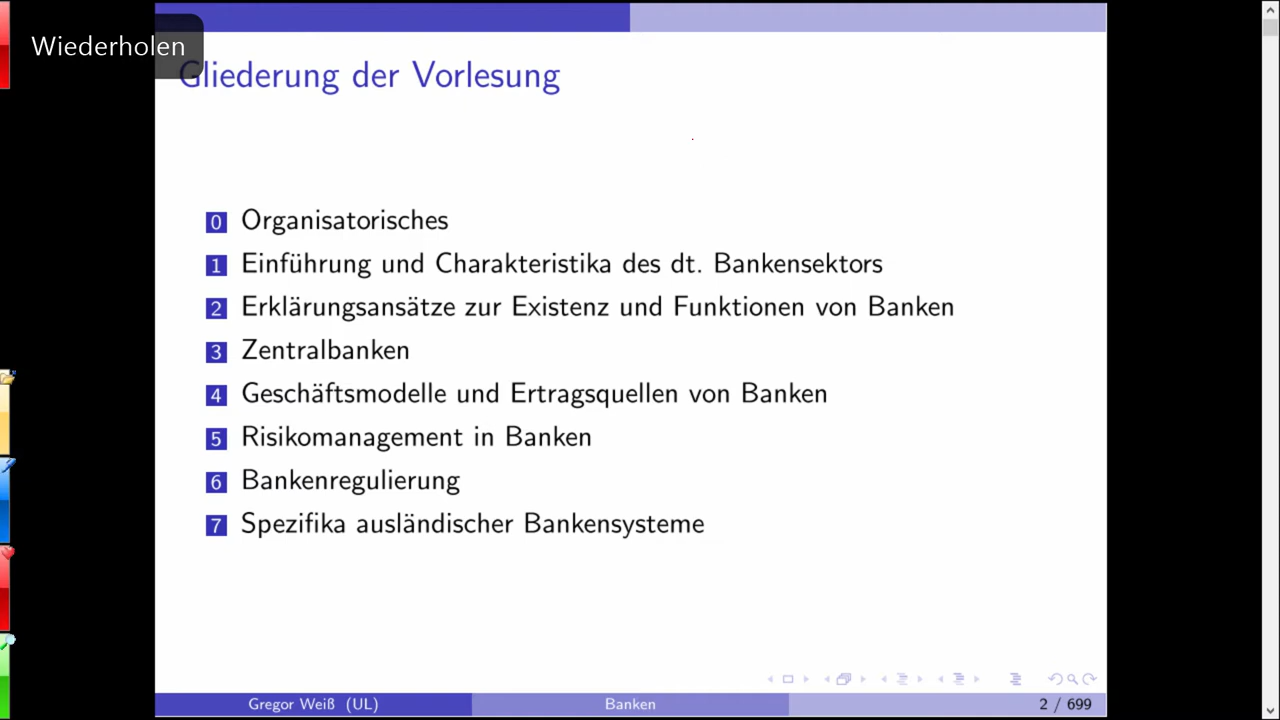 Wiederholen
Gliederung der Vorlesung
0 Organisatorisches
1 Einführung und Charakteristika des dt. Bankensektors
2 Erklärungsansätze zur Existenz und Funktionen von Banken
3 Zentralbanken
4 Geschäftsmodelle und Ertragsquellen von Banken
5 Risikomanagement in Banken
6 Bankenregulierung
7 Spezifika ausländischer Bankensysteme
Gregor Weiß (UL) Banken 2 / 699